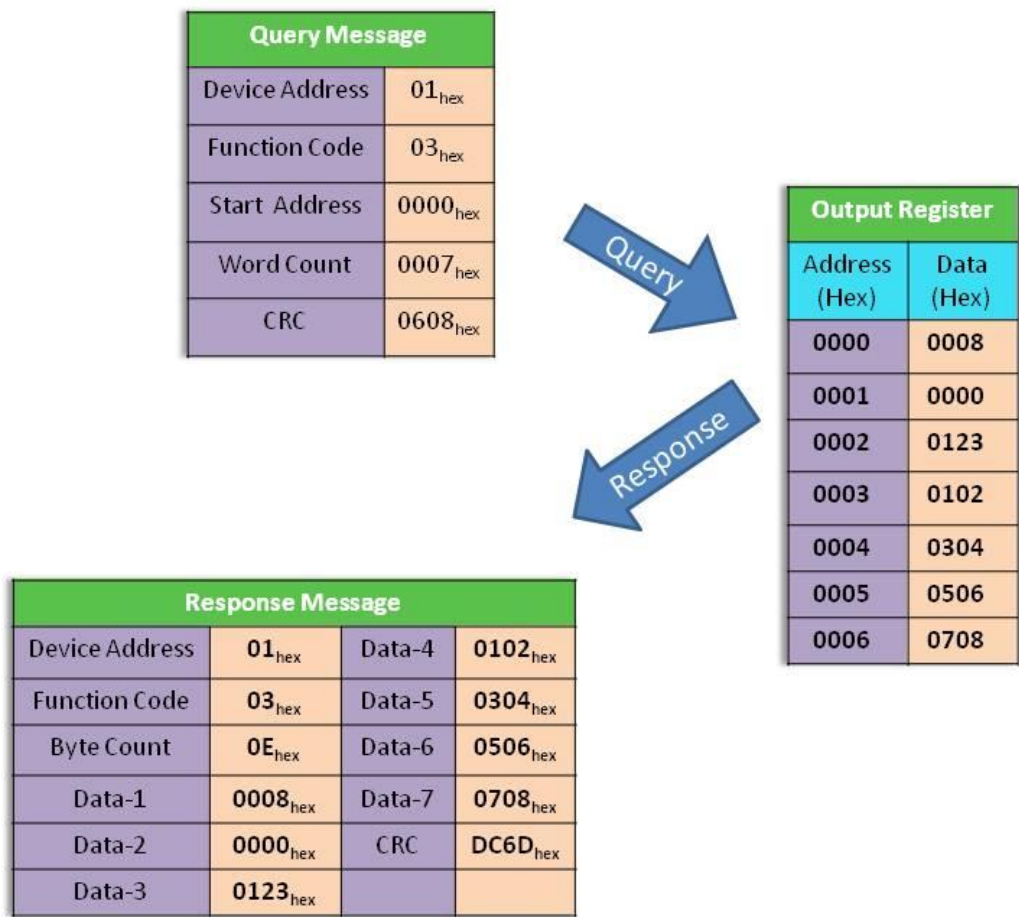 Query Message
Device Address 01hex
Function Code 03hex
Start Address 0000hex
Word Count 0007hex
CRC 0608hex
Query
Output Register
Address (Hex) Data (Hex)
0000 0008
0001 0000
0002 0123
0003 0102
0004 0304
0005 0506
0006 0708
Response
Response Message
Device Address 01hex Data-4 0102hex
Function Code 03hex Data-5 0304hex
Byte Count 0Ehex Data-6 0506hex
Data-1 0008hex Data-7 0708hex
Data-2 0000hex CRC DC6Dhex
Data-3 0123hex